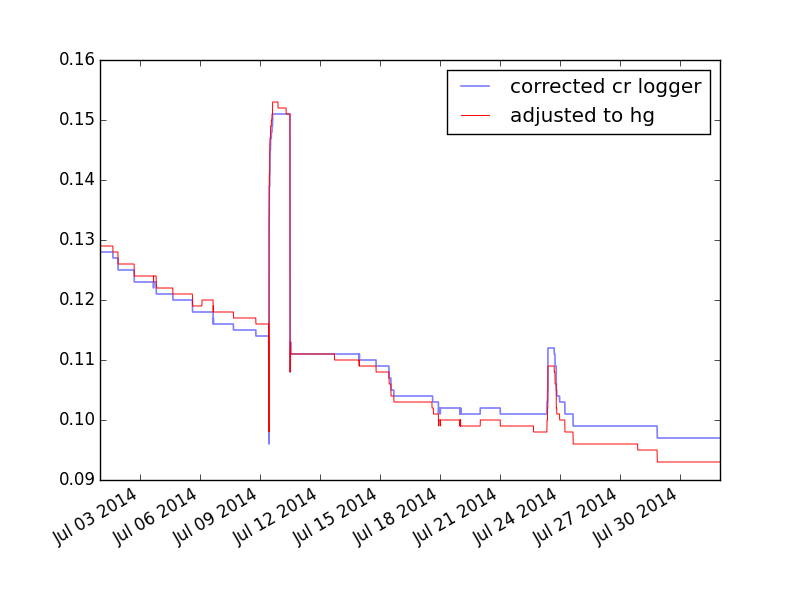 0.16
0.15
0.14
0.13
0.12
0.11
0.10
0.09
corrected cr logger
adjusted to hg
Jul 03 2014
Jul 06 2014
Jul 09 2014
Jul 12 2014
Jul 15 2014
Jul 18 2014
Jul 21 2014
Jul 24 2014
Jul 27 2014
Jul 30 2014